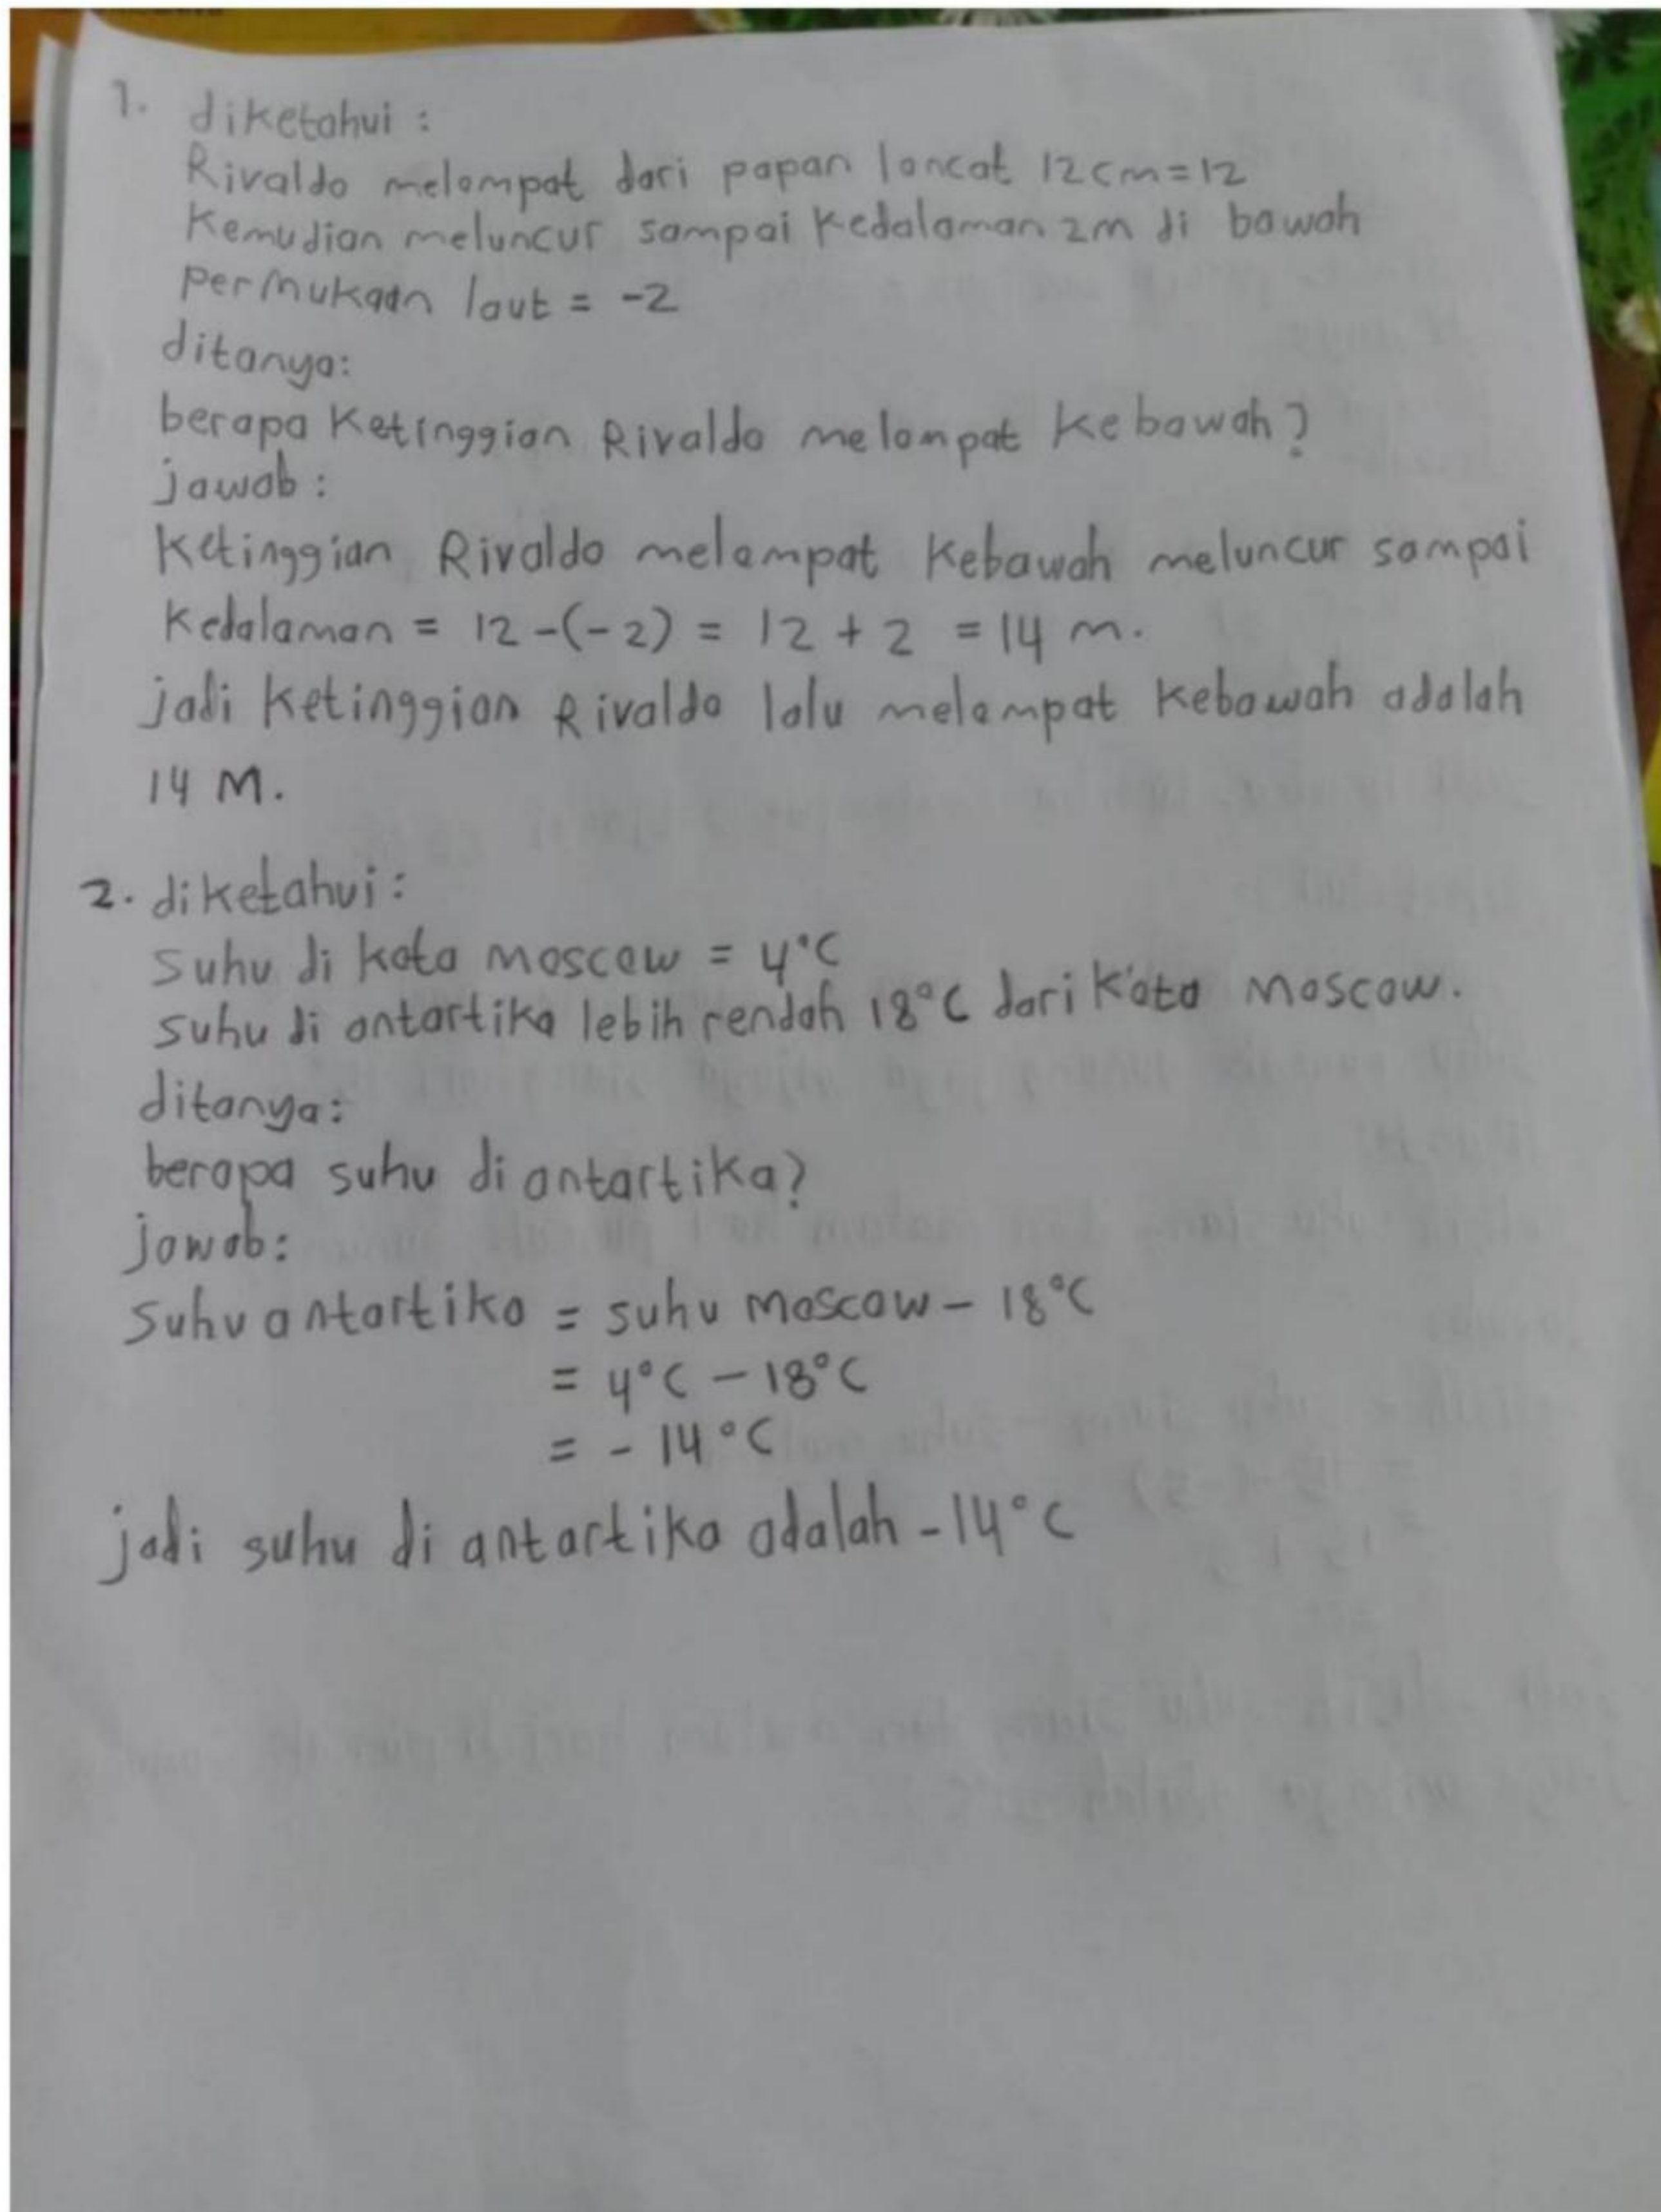 1. diketahui :
Rivaldo melompat dari papan loncat 12cm=12
Kemudian meluncur sampai Kedalaman 2m di bawah
permukaan laut = -2
ditanya:
berapa Ketinggian Rivaldo melompat Kebawah?
jawab :
Ketinggian Rivaldo melompat Kebawah meluncur sampai
Kedalaman = 12-(-2) = 12 + 2 = 14 m.
jadi Ketinggian Rivaldo lalu melompat Kebawah adalah
14 M.
2. diketahui :
Suhu di kota moscow = 4°C
Suhu di antartika lebih rendah 18°C dari Kota Moscow.
ditanya:
berapa suhu di antartika?
jawab:
Suhu antartika = suhu Moscow - 18°C
= 4°C - 18°C
= - 14°C
jadi suhu di antartika adalah -14°C